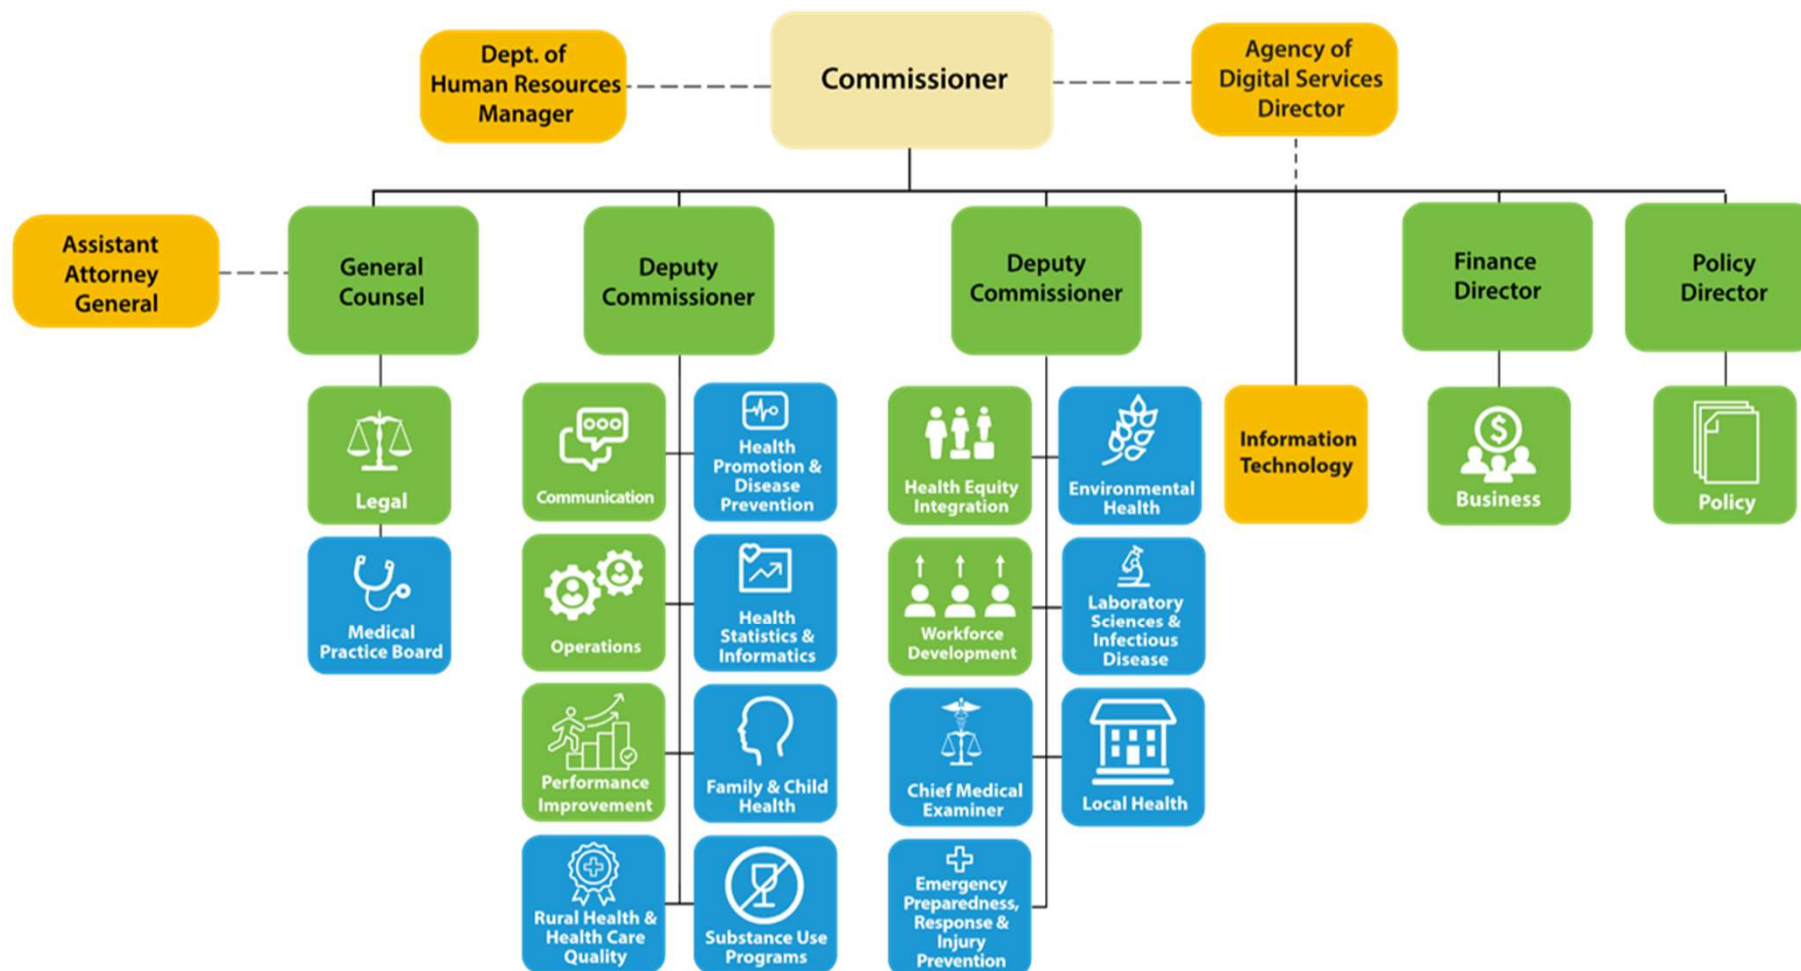 Dept. of
Human Resources
Manager
Commissioner
Agency of
Digital Services
Director
Assistant
Attorney
General
General
Counsel
Deputy
Commissioner
Deputy
Commissioner
Finance
Director
Policy
Director
Legal
Medical
Practice Board
Communication
Health
Promotion &
Disease
Prevention
Operations
Health
Statistics &
Informatics
Performance
Improvement
Family & Child
Health
Rural Health &
Health Care
Quality
Substance Use
Programs
Health Equity
Integration
Environmental
Health
Workforce
Development
Laboratory
Sciences &
Infectious
Disease
Chief Medical
Examiner
Local Health
Emergency
Preparedness,
Response &
Injury
Prevention
Information
Technology
$
Business
Policy